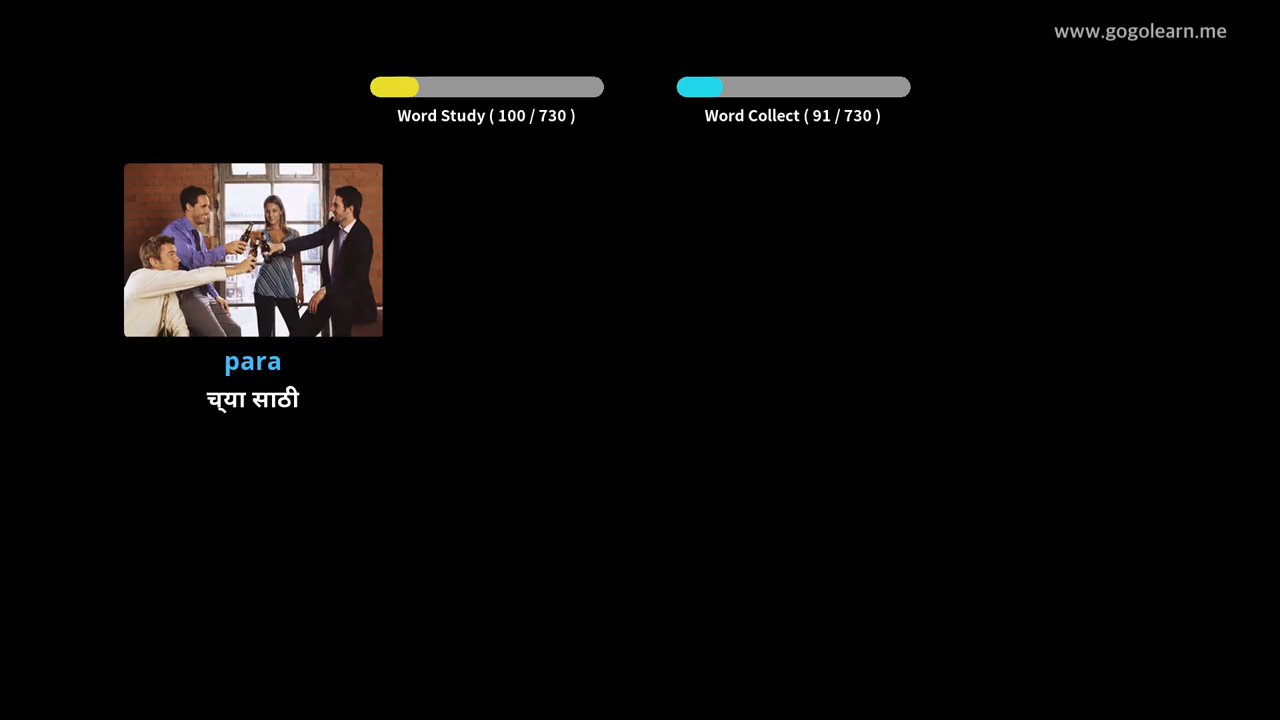 www.gogolearn.me
Word Study ( 100 / 730 )
Word Collect ( 91 / 730 )
para
च्या साठी